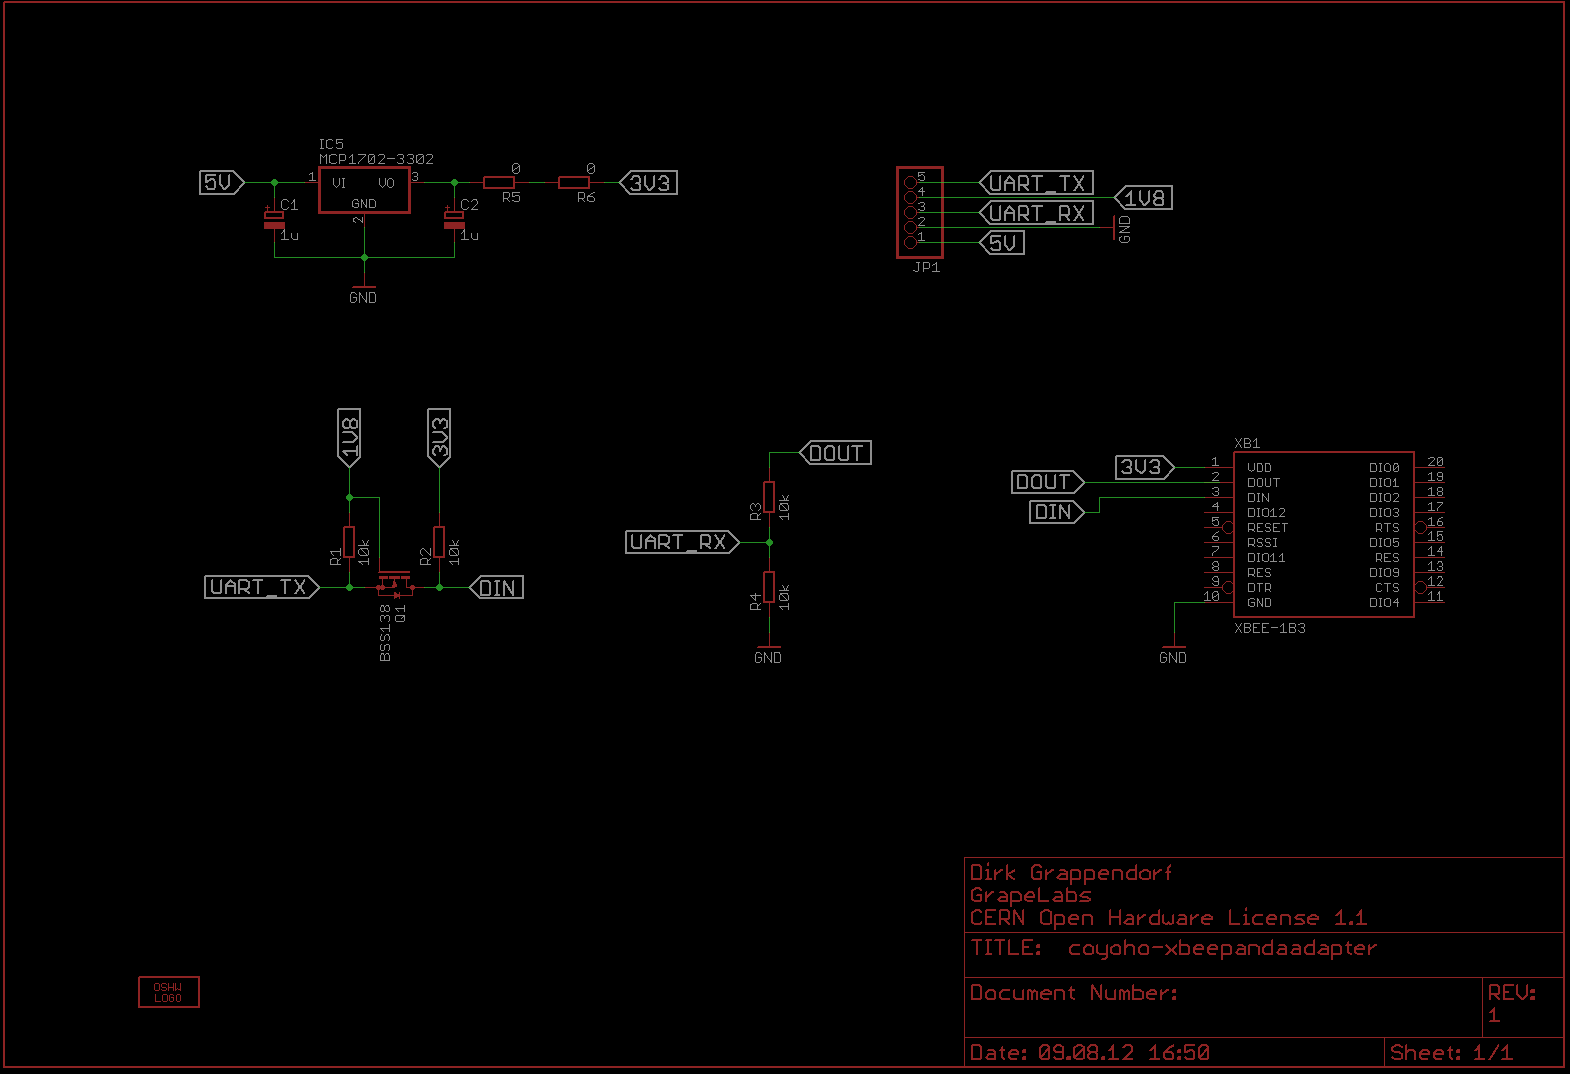 IC5
MCP1702-3302
5V
1
VI
VO
3
GND
2
+
C1
1u
+
C2
1u
0
R5
0
R6
3V3
GND
5
4
3
2
1
JP1
UART_TX
1V8
UART_RX
GND
5V
1V8
3V3
R1
10k
R2
10k
UART_TX
DIN
BSS138
Q1
DOUT
R3
10k
UART_RX
R4
10k
GND
XB1
3V3
DOUT
DIN
1 VDD DIO0 20
2 DOUT DIO1 19
3 DIN DIO2 18
4 DIO12 DIO3 17
5 RESET RTS 16
6 RSSI DIO5 15
7 DIO11 RES 14
8 RES DIO9 13
9 DTR CTS 12
10 GND DIO4 11
XBEE-1B3
GND
OSHW
LOGO
Dirk Grappendorf
GrapeLabs
CERN Open Hardware License 1.1
TITLE: coyoho-xbeepandaadapter
Document Number:
REV:
1
Date: 09.08.12 16:50
Sheet: 1/1